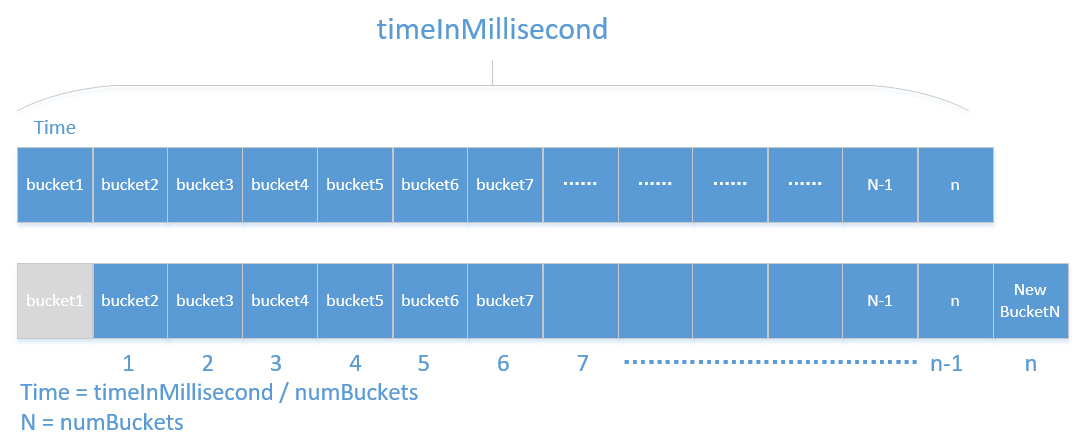 timeInMillisecond
Time
bucket1 bucket2 bucket3 bucket4 bucket5 bucket6 bucket7 ...... ...... ...... ...... N-1 n
bucket1 bucket2 bucket3 bucket4 bucket5 bucket6 bucket7 N-1 n New BucketN
1 2 3 4 5 6 7 ........................................ n-1 n
Time = timeInMillisecond / numBuckets
N = numBuckets